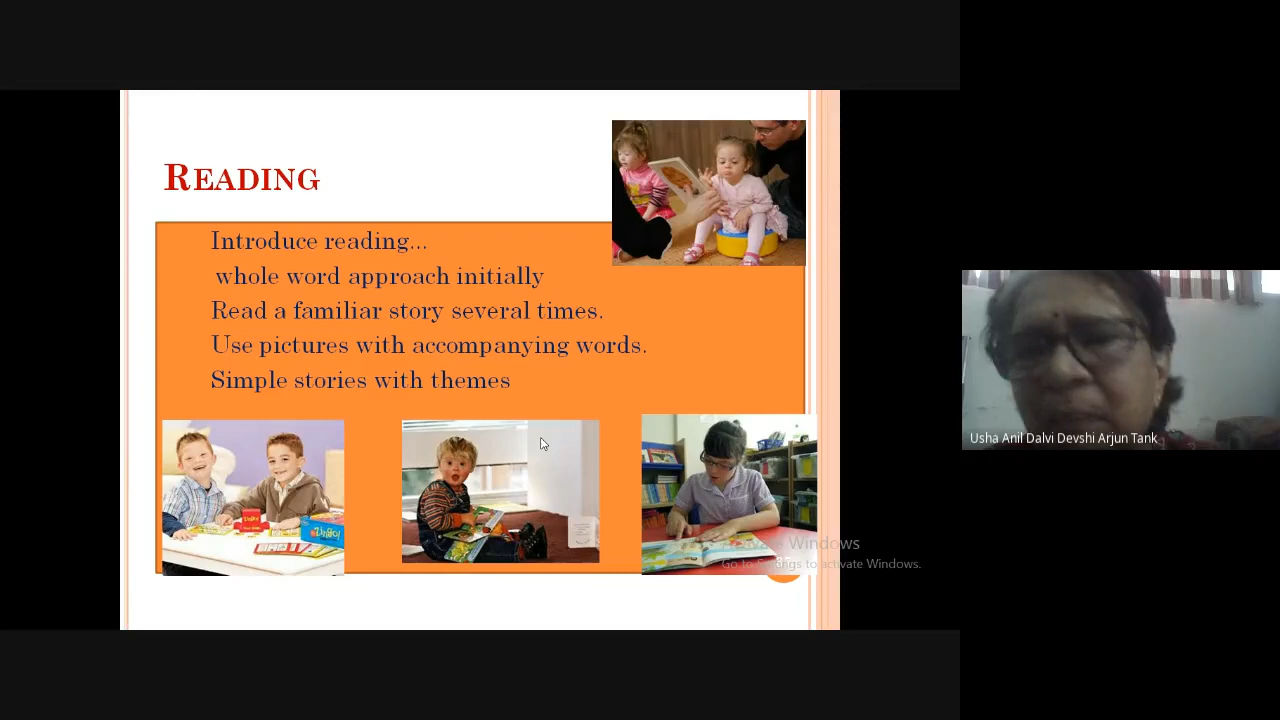 READING
Introduce reading...
whole word approach initially
Read a familiar story several times.
Use pictures with accompanying words.
Simple stories with themes
Windows
Go to Settings to activate Windows.
Usha Anil Dalvi Devshi Arjun Tank